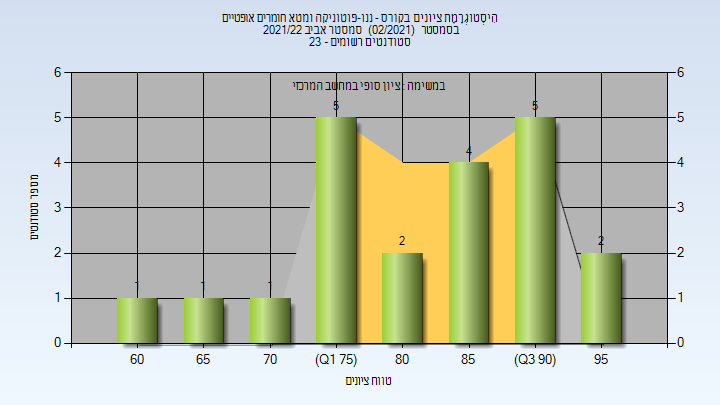 היסטוגרמת ציונים בקורס - ננו-פוטוניקה ומטא חומרים אופטיים
בסמסטר (02/2021) סמסטר אביב 2021/22
סטודנטים רשומים - 23
במשימה : ציון סופי במחשב המרכזי
מספר סטודנטים
6 6
5 5
4 4
3 3
2 2
1 1
0 0
1 1 1 5 2 4 5 2
60 65 70 (Q1 75) 80 85 (Q3 90) 95
טווח ציונים